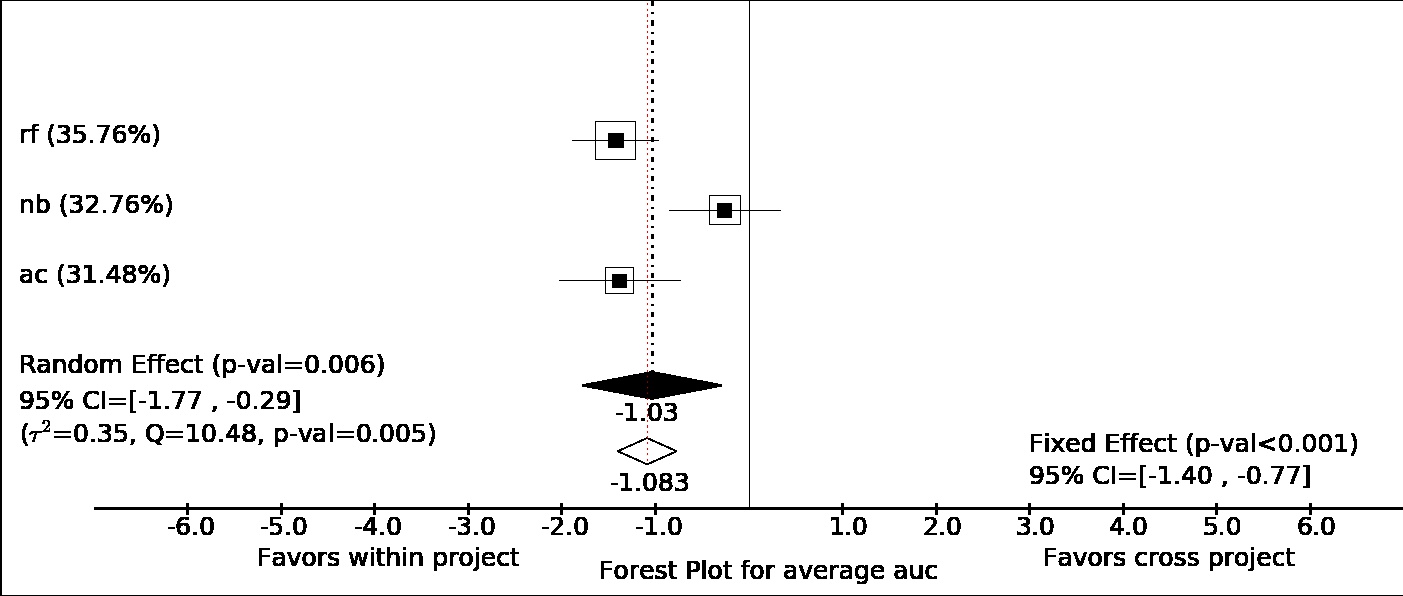 rf (35.76%)
nb (32.76%)
ac (31.48%)
Random Effect (p-val=0.006)
95% CI=[-1.77 , -0.29]
(τ²=0.35, Q=10.48, p-val=0.005)
-1.03
-1.083
Fixed Effect (p-val<0.001)
95% CI=[-1.40 , -0.77]
-6.0 -5.0 -4.0 -3.0 -2.0 -1.0 1.0 2.0 3.0 4.0 5.0 6.0
Favors within project Favors cross project
Forest Plot for average auc